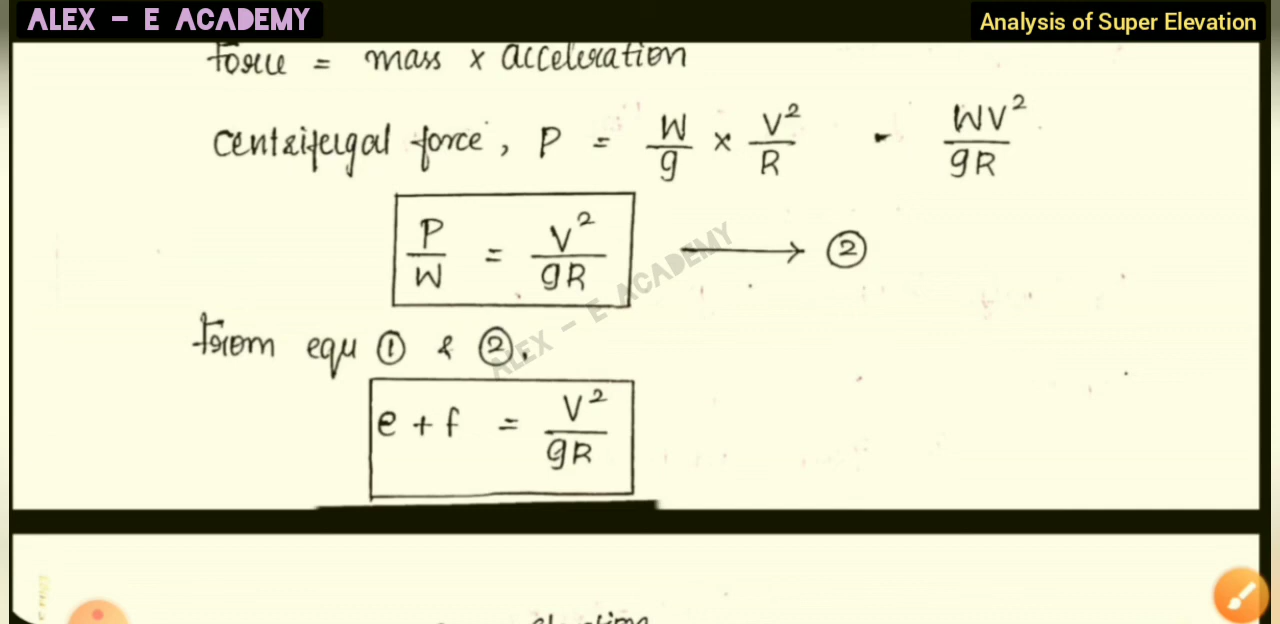 ALEX - E ACADEMY
Analysis of Super Elevation
Force = mass x acceleration
Centrifugal force, P = W/g x V²/R - WV²/gR
P/W = V²/gR → ②
ALEX - E ACADEMY
From equ ① & ②.
e + f = V²/gR